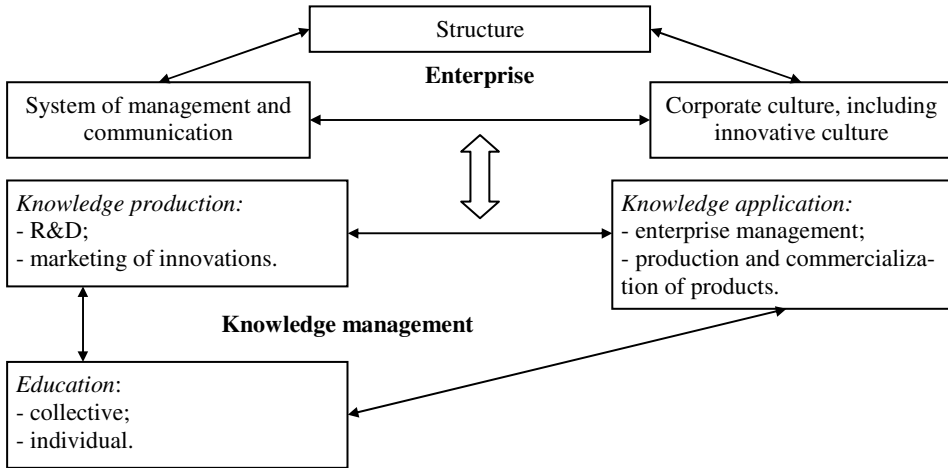 Structure
Enterprise
System of management and
communication
Corporate culture, including
innovative culture
Knowledge production:
- R&D;
- marketing of innovations.
Knowledge application:
- enterprise management;
- production and commercializa-
tion of products.
Knowledge management
Education:
- collective;
- individual.